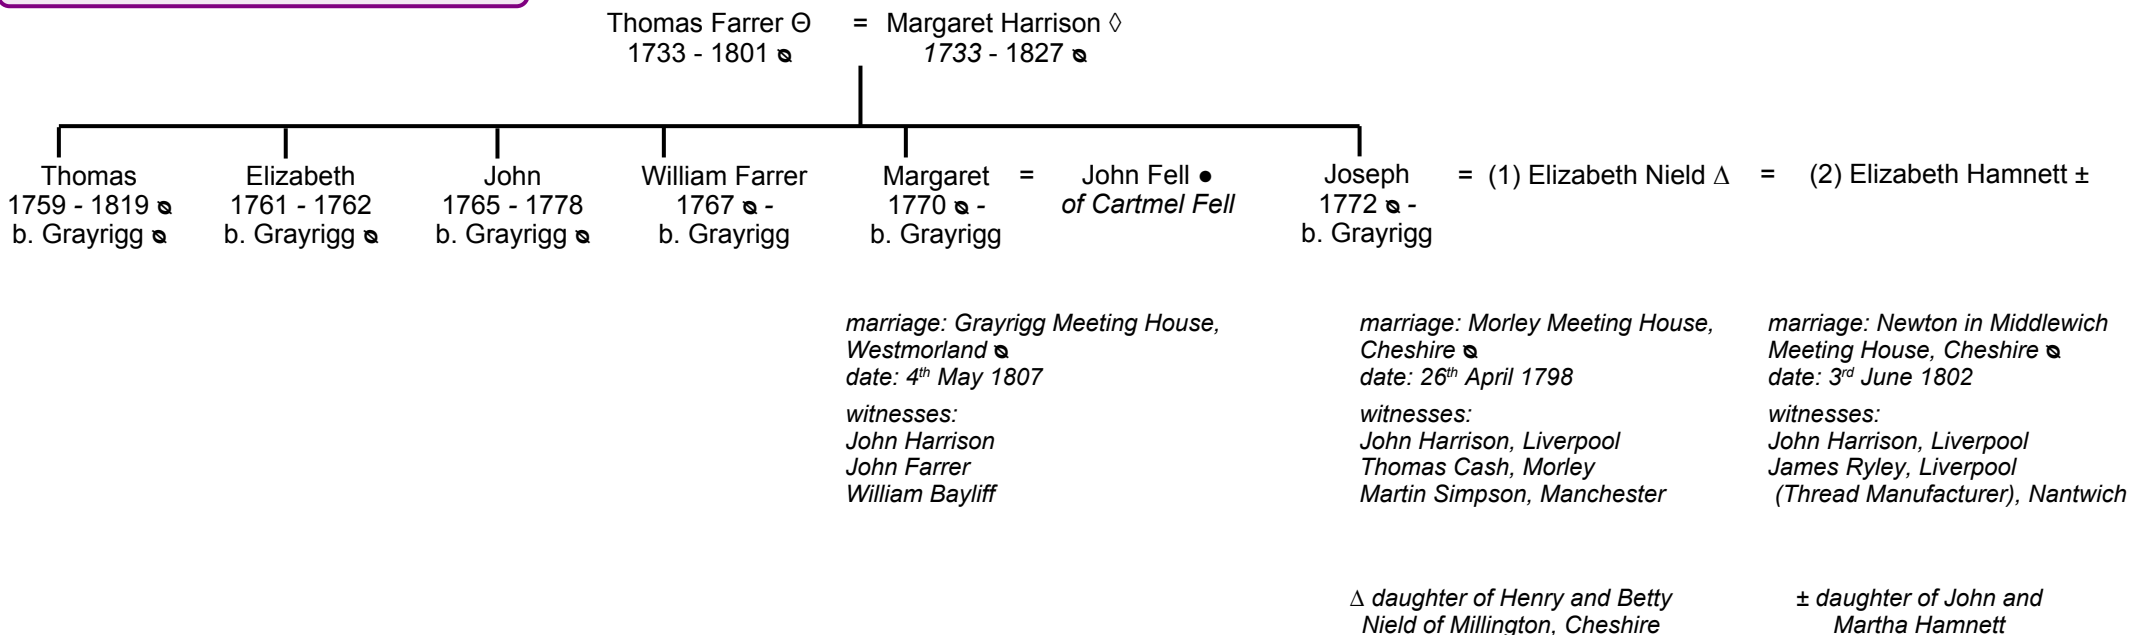 Thomas Farrer Θ = Margaret Harrison ◊
1733 - 1801 ᴓ 1733 - 1827 ᴓ
Thomas
1759 - 1819 ᴓ
b. Grayrigg ᴓ
Elizabeth
1761 - 1762
b. Grayrigg ᴓ
John
1765 - 1778
b. Grayrigg ᴓ
William Farrer
1767 ᴓ -
b. Grayrigg
Margaret
1770 ᴓ -
b. Grayrigg
=
John Fell ●
of Cartmel Fell
Joseph
1772 ᴓ -
b. Grayrigg
= (1) Elizabeth Nield Δ = (2) Elizabeth Hamnett ±
marriage: Grayrigg Meeting House,
Westmorland ᴓ
date: 4th May 1807
witnesses:
John Harrison
John Farrer
William Bayliff
marriage: Morley Meeting House,
Cheshire ᴓ
date: 26th April 1798
witnesses:
John Harrison, Liverpool
Thomas Cash, Morley
Martin Simpson, Manchester
marriage: Newton in Middlewich
Meeting House, Cheshire ᴓ
date: 3rd June 1802
witnesses:
John Harrison, Liverpool
James Ryley, Liverpool
(Thread Manufacturer), Nantwich
Δ daughter of Henry and Betty
Nield of Millington, Cheshire
± daughter of John and
Martha Hamnett